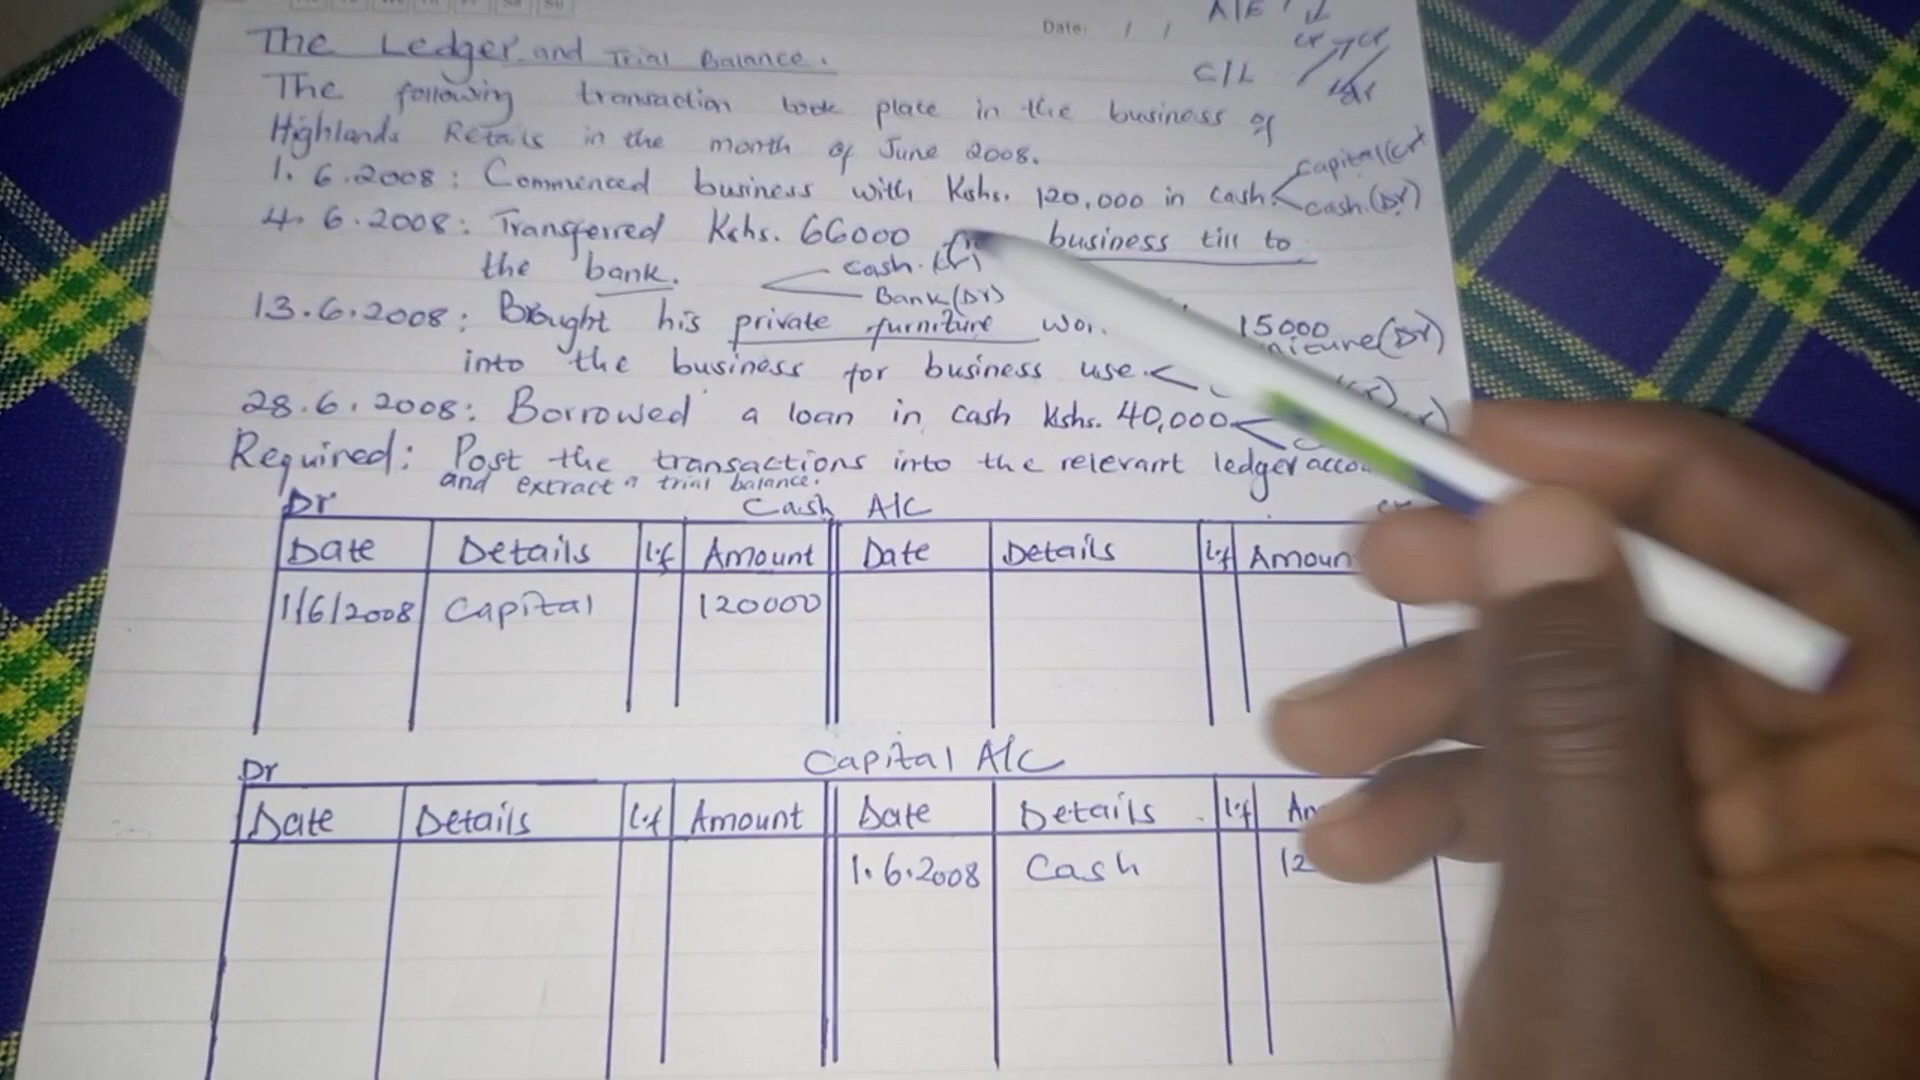 Date: / /
A/E
C/L
The Ledger and Trial Balance.
The following transaction took place in the business of
Highlands Retails in the month of June 2008.
1. 6.2008: Commenced business with Kshs. 120,000 in cash Capital(Cr)
cash.(Dr)
4. 6.2008: Transferred Kshs. 66000 business till to
the bank. cash. (Cr)
Bank(Dr)
13.6.2008: Brought his private furniture 15000
(Dr)
into the business for business use.
28.6.2008: Borrowed a loan in cash Kshs. 40,000
Required: Post the transactions into the relevant ledger
and extract a trial balance.
Dr Cash A/C Cr
Date Details l.f Amount Date Details l.f Amoun
1/6/2008 Capital 120000
Dr Capital A/C
Date Details l.f Amount Date Details l.f
1.6.2008 Cash 12